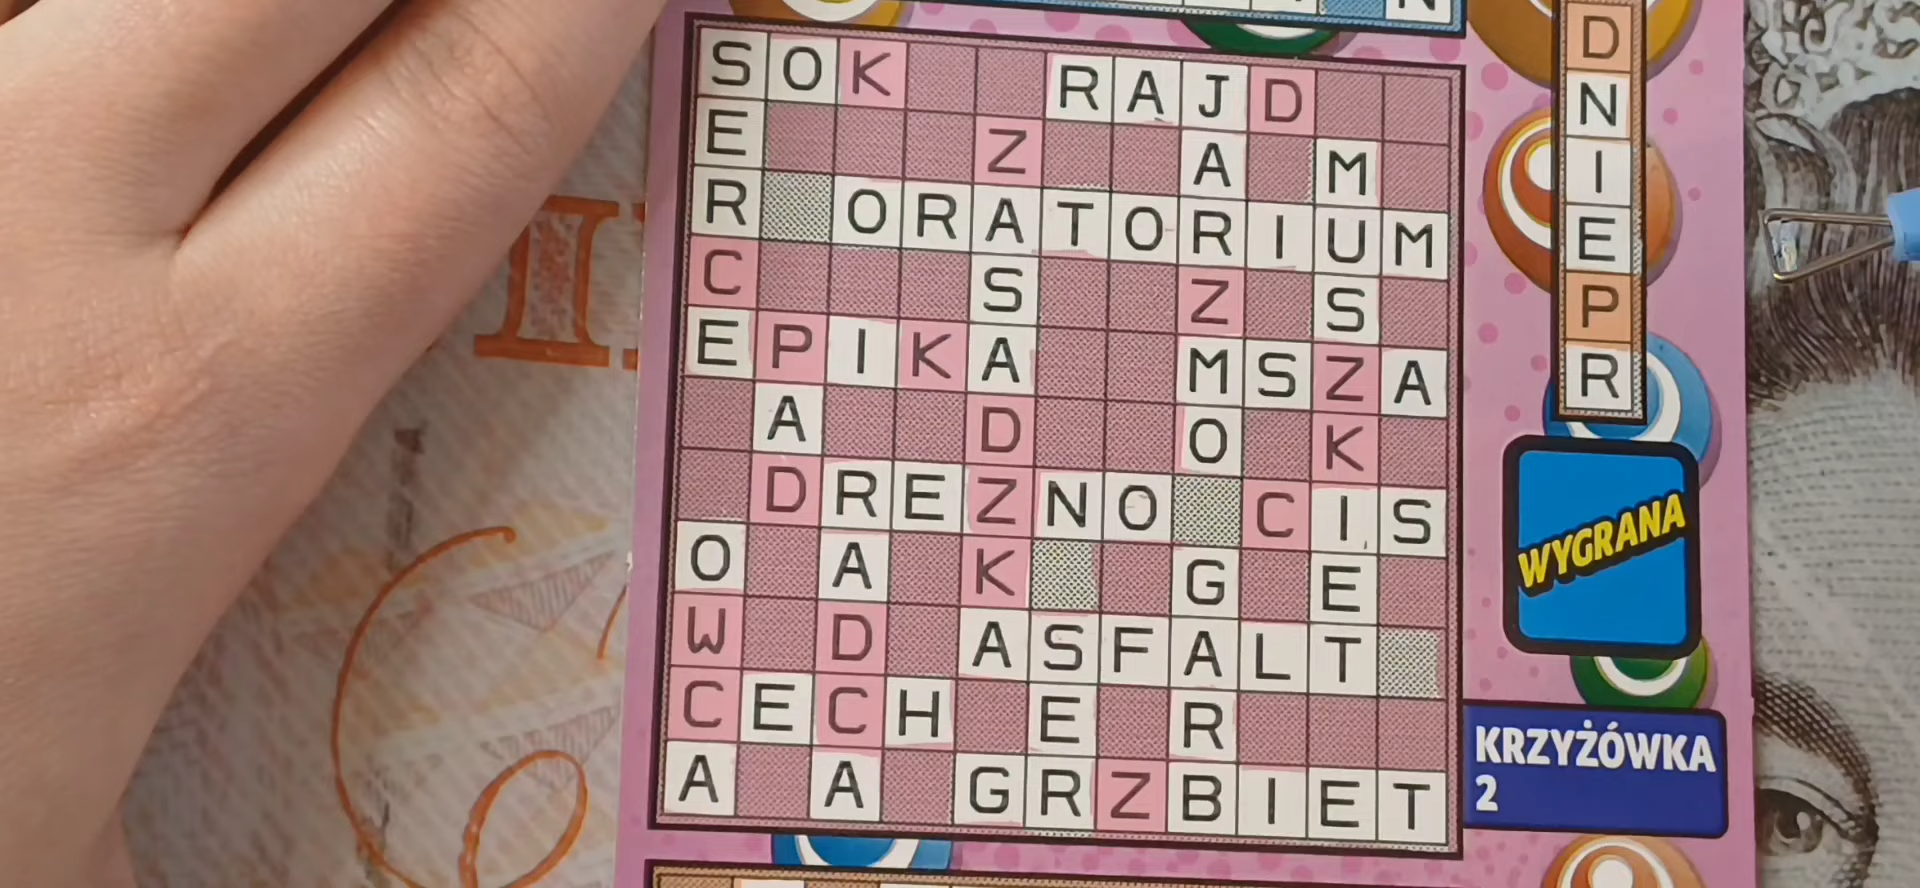 N
SOK RAJD
E Z A M
R ORATORIUM
C S Z S
EPIKA MSZA
A D O K
DREZNO CIS
O A K G E
W D ASFALT
CECH E R
A A GRZBIET
DNIEPR
WYGRANA
KRZYŻÓWKA
2